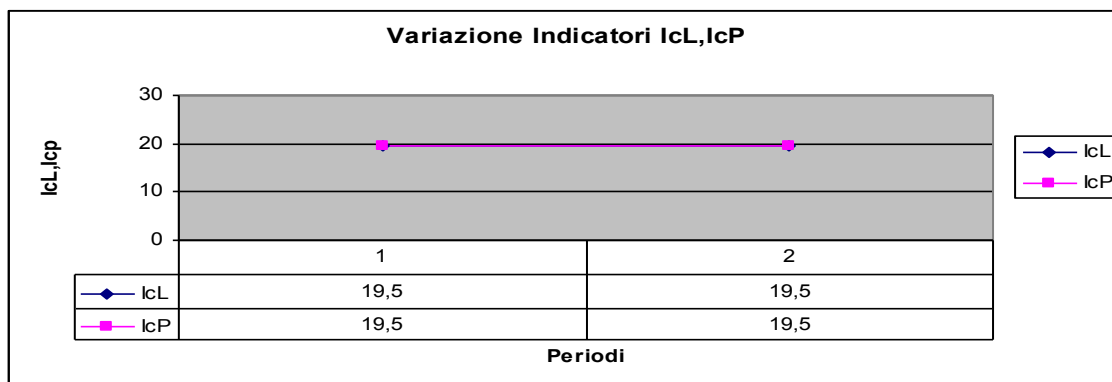 Variazione Indicatori IcL,IcP
IcL,Icp
30
20
10
0
1 2
IcL 19,5 19,5
IcP 19,5 19,5
Periodi
IcL
IcP